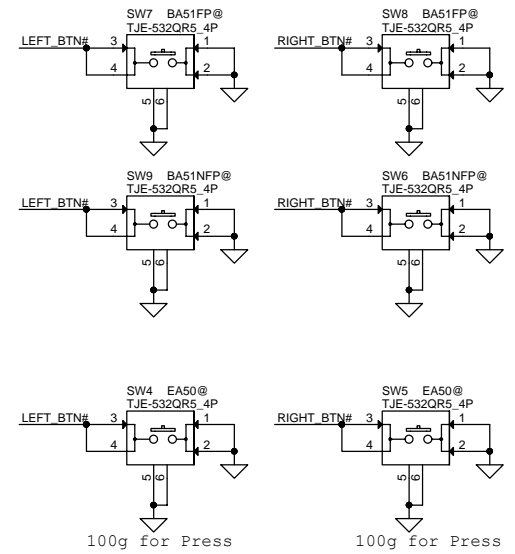 SW7 BA51FP@
TJE-532QR5_4P
LEFT_BTN# 3 1
4 2
5 6
SW8 BA51FP@
TJE-532QR5_4P
RIGHT_BTN# 3 1
4 2
5 6
SW9 BA51NFP@
TJE-532QR5_4P
LEFT_BTN# 3 1
4 2
5 6
SW6 BA51NFP@
TJE-532QR5_4P
RIGHT_BTN# 3 1
4 2
5 6
SW4 EA50@
TJE-532QR5_4P
LEFT_BTN# 3 1
4 2
5 6
100g for Press
SW5 EA50@
TJE-532QR5_4P
RIGHT_BTN# 3 1
4 2
5 6
100g for Press